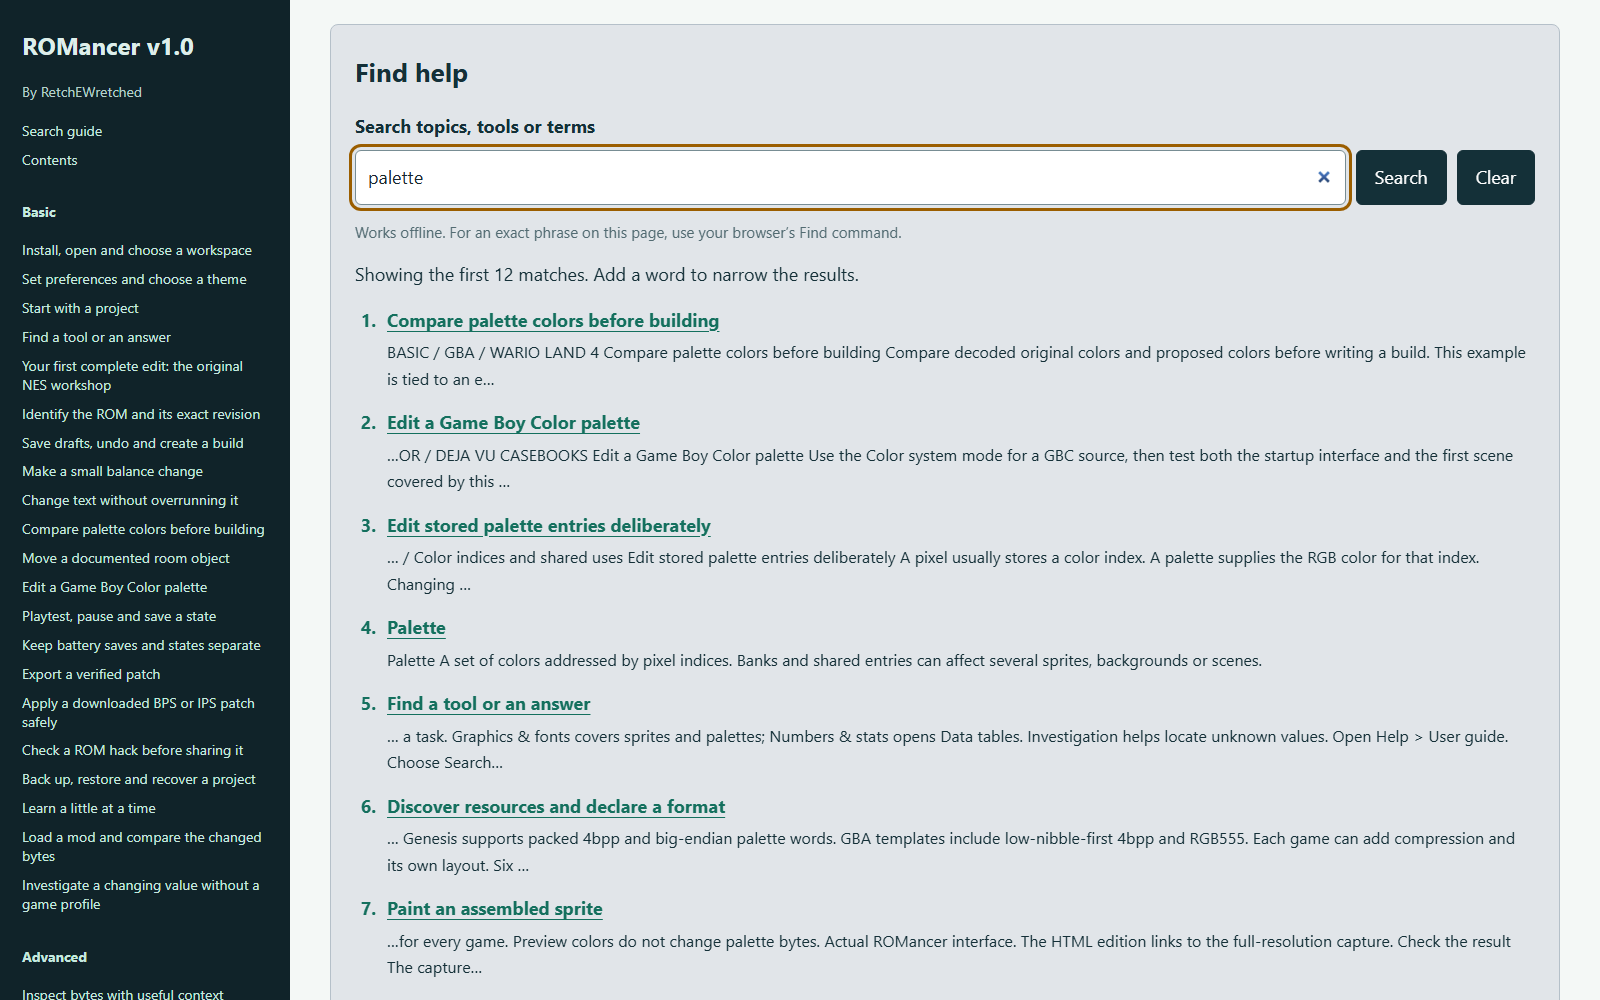 ROMancer v1.0
By RetchEWretched
Search guide
Contents
Basic
Install, open and choose a workspace
Set preferences and choose a theme
Start with a project
Find a tool or an answer
Your first complete edit: the original
NES workshop
Identify the ROM and its exact revision
Save drafts, undo and create a build
Make a small balance change
Change text without overrunning it
Compare palette colors before building
Move a documented room object
Edit a Game Boy Color palette
Playtest, pause and save a state
Keep battery saves and states separate
Export a verified patch
Apply a downloaded BPS or IPS patch
safely
Check a ROM hack before sharing it
Back up, restore and recover a project
Learn a little at a time
Load a mod and compare the changed
bytes
Investigate a changing value without a
game profile
Advanced
Inspect bytes with useful context
Find help
Search topics, tools or terms
palette
Search
Clear
Works offline. For an exact phrase on this page, use your browser’s Find command.
Showing the first 12 matches. Add a word to narrow the results.
1. Compare palette colors before building
BASIC / GBA / WARIO LAND 4 Compare palette colors before building Compare decoded original colors and proposed colors before writing a build. This example
is tied to an e...
2. Edit a Game Boy Color palette
...OR / DEJA VU CASEBOOKS Edit a Game Boy Color palette Use the Color system mode for a GBC source, then test both the startup interface and the first scene
covered by this ...
3. Edit stored palette entries deliberately
... / Color indices and shared uses Edit stored palette entries deliberately A pixel usually stores a color index. A palette supplies the RGB color for that index.
Changing ...
4. Palette
Palette A set of colors addressed by pixel indices. Banks and shared entries can affect several sprites, backgrounds or scenes.
5. Find a tool or an answer
... a task. Graphics & fonts covers sprites and palettes; Numbers & stats opens Data tables. Investigation helps locate unknown values. Open Help > User guide.
Choose Search...
6. Discover resources and declare a format
... Genesis supports packed 4bpp and big-endian palette words. GBA templates include low-nibble-first 4bpp and RGB555. Each game can add compression and
its own layout. Six ...
7. Paint an assembled sprite
...for every game. Preview colors do not change palette bytes. Actual ROMancer interface. The HTML edition links to the full-resolution capture. Check the result
The capture...